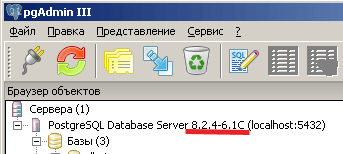 pgAdmin III
Файл Правка Представление Сервис ?
SQL
Браузер объектов
Сервера (1)
PostgreSQL Database Server 8.2.4-6.1C (localhost:5432)
Базы (3)